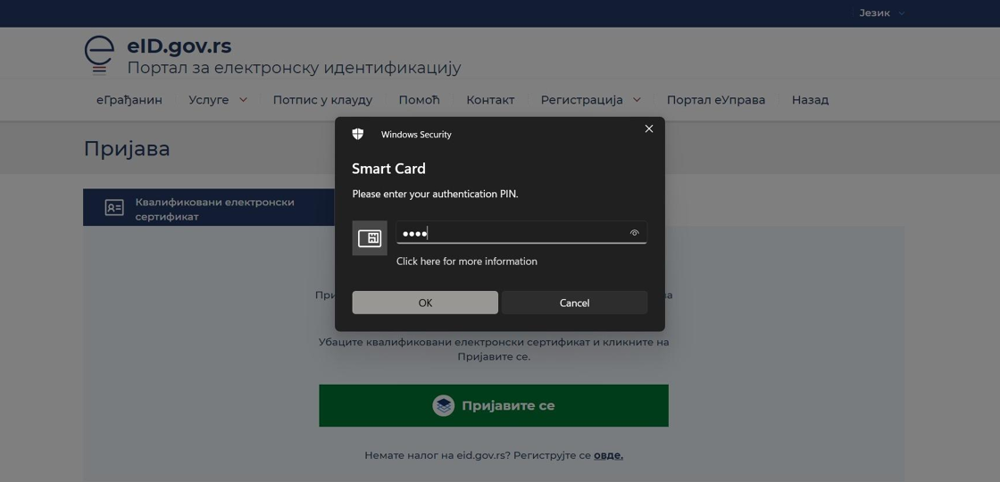 Језик
eID.gov.rs
Портал за електронску идентификацију
еГрађанин Услуге Потпис у клауду Помоћ Контакт Регистрација Портал еУправа Назад
Пријава
Квалификовани електронски
сертификат
Windows Security
Smart Card
Please enter your authentication PIN.
••••
Click here for more information
OK Cancel
Убаците квалификовани електронски сертификат и кликните на
Пријавите се.
Пријавите се
Немате налог на eid.gov.rs? Региструјте се овде.